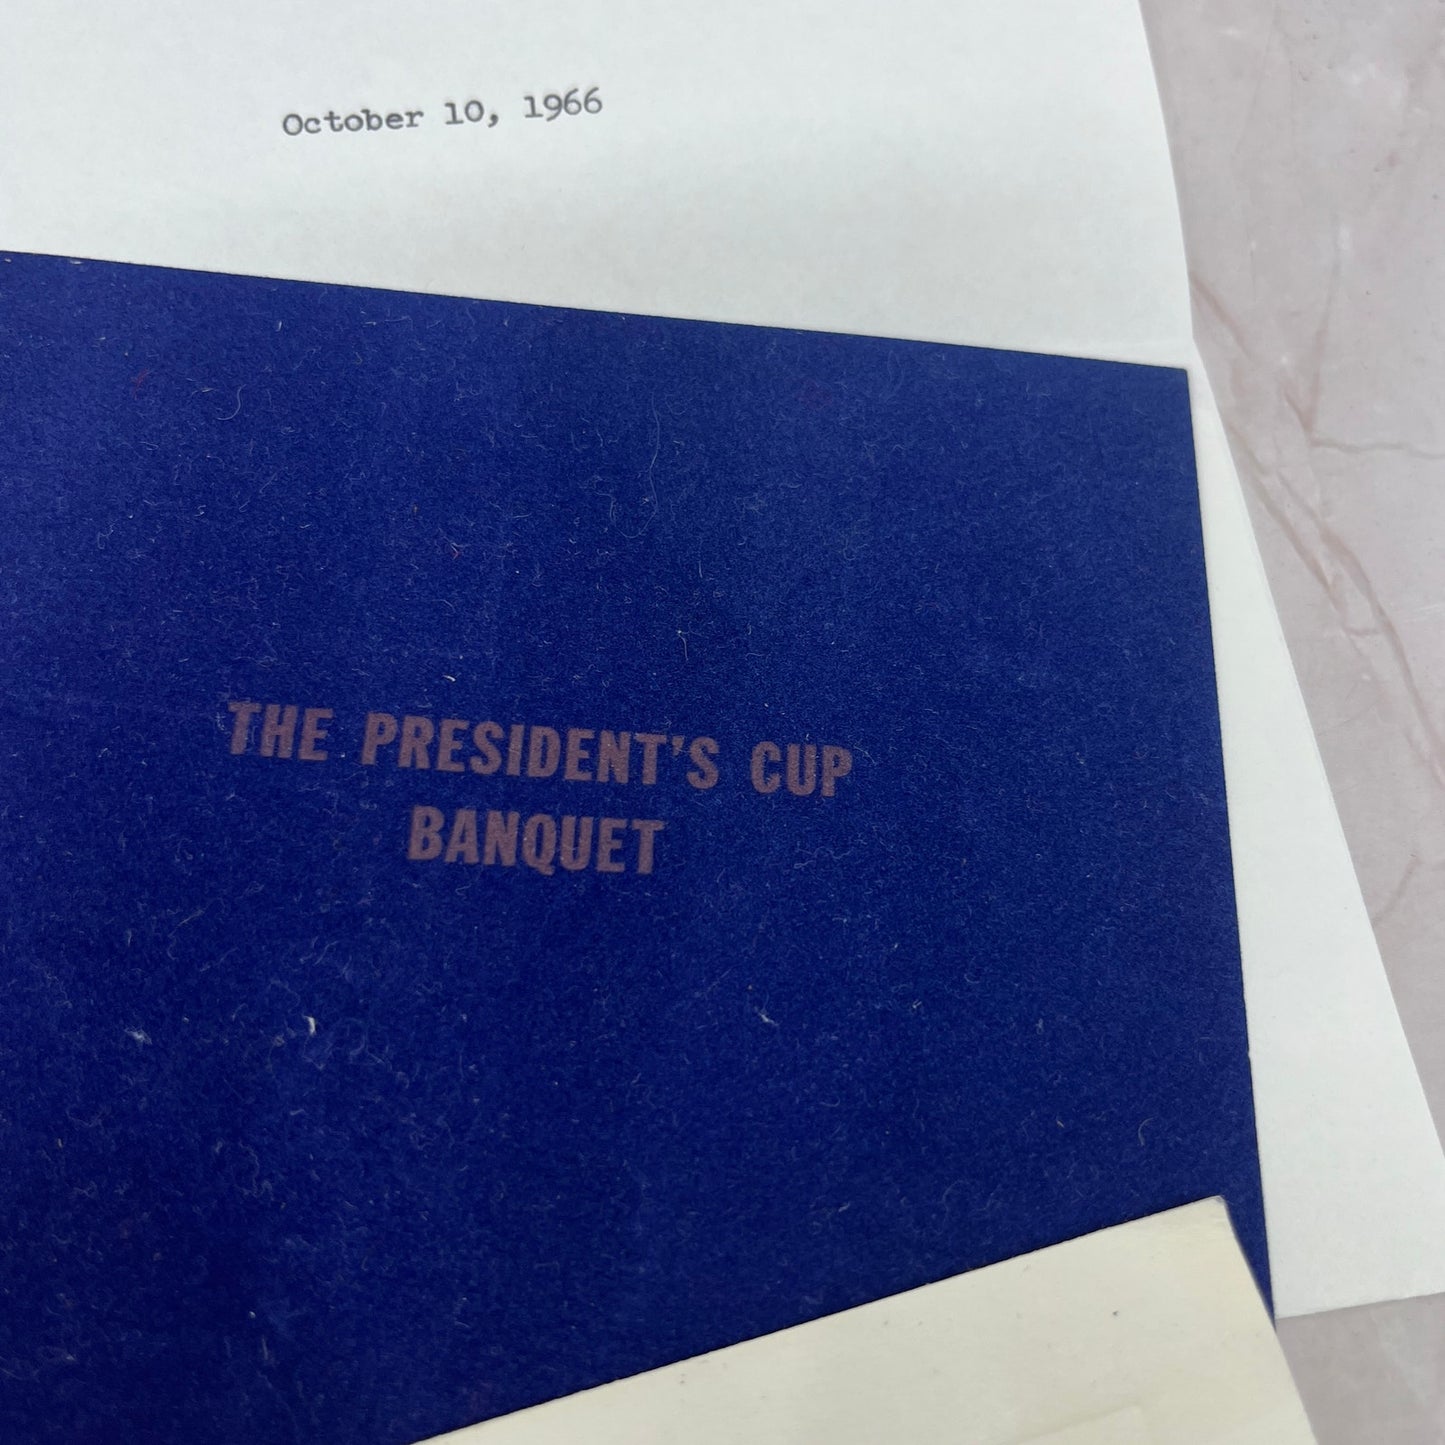 October 10, 1966
THE PRESIDENT'S CUP
BANQUET